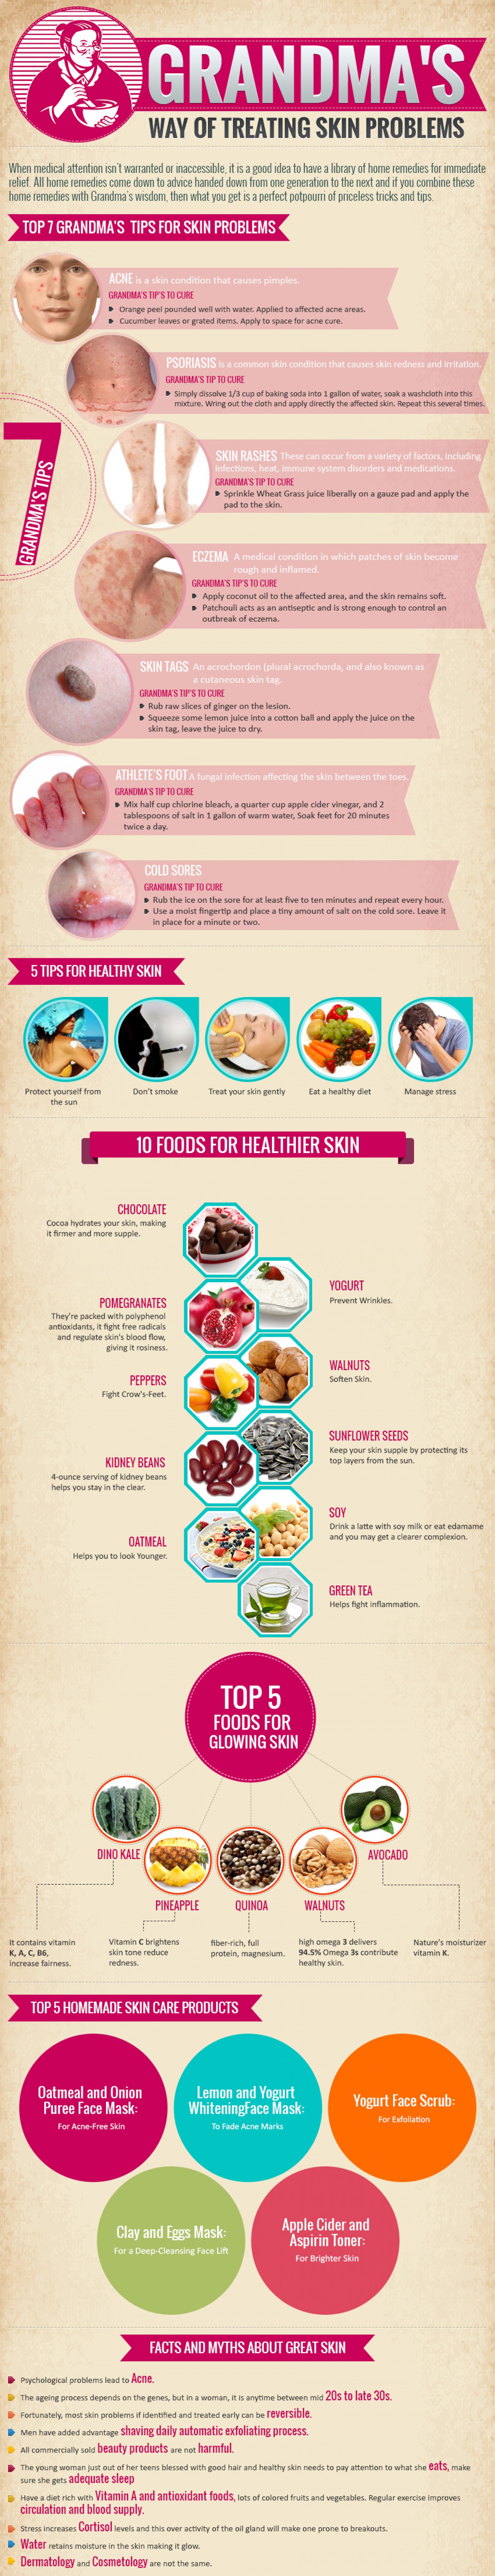 GRANDMA'S
WAY OF TREATING SKIN PROBLEMS
When medical attention isn't warranted or inaccessible, it is a good idea to have a library of home remedies for immediate
relief. All home remedies come down to advice handed down from one generation to the next and if you combine these
home remedies with Grandma's wisdom, then what you get is a perfect potpourri of priceless tricks and tips.
TOP 7 GRANDMA'S TIPS FOR SKIN PROBLEMS
7
GRANDMA'S TIPS
ACNE is a skin condition that causes pimples.
GRANDMA'S TIP'S TO CURE
Orange peel pounded well with water. Applied to affected acne areas.
Cucumber leaves or grated items. Apply to space for acne cure.
PSORIASIS is a common skin condition that causes skin redness and irritation.
GRANDMA'S TIP TO CURE
Simply dissolve 1/3 cup of baking soda into 1 gallon of water, soak a washcloth into this
mixture. Wring out the cloth and apply directly the affected skin. Repeat this several times.
SKIN RASHES These can occur from a variety of factors, including
infections, heat, immune system disorders and medications.
GRANDMA'S TIP TO CURE
Sprinkle Wheat Grass juice liberally on a gauze pad and apply the
pad to the skin.
ECZEMA A medical condition in which patches of skin become
rough and inflamed.
GRANDMA'S TIP'S TO CURE
Apply coconut oil to the affected area, and the skin remains soft.
Patchouli acts as an antiseptic and is strong enough to control an
outbreak of eczema.
SKIN TAGS An acrochordon (plural acrochorda, and also known as
a cutaneous skin tag.
GRANDMA'S TIP'S TO CURE
Rub raw slices of ginger on the lesion.
Squeeze some lemon juice into a cotton ball and apply the juice on the
skin tag, leave the juice to dry.
ATHLETE'S FOOT A fungal infection affecting the skin between the toes.
GRANDMA'S TIP TO CURE
Mix half cup chlorine bleach, a quarter cup apple cider vinegar, and 2
tablespoons of salt in 1 gallon of warm water, Soak feet for 20 minutes
twice a day.
COLD SORES
GRANDMA'S TIP TO CURE
Rub the ice on the sore for at least five to ten minutes and repeat every hour.
Use a moist fingertip and place a tiny amount of salt on the cold sore. Leave it
in place for a minute or two.
5 TIPS FOR HEALTHY SKIN
Protect yourself from
the sun
Don't smoke
Treat your skin gently
Eat a healthy diet
Manage stress
10 FOODS FOR HEALTHIER SKIN
CHOCOLATE
Cocoa hydrates your skin, making
it firmer and more supple.
YOGURT
Prevent Wrinkles.
POMEGRANATES
They're packed with polyphenol
antioxidants, it fight free radicals
and regulate skin's blood flow,
giving it rosiness.
WALNUTS
Soften Skin.
PEPPERS
Fight Crow's-Feet.
SUNFLOWER SEEDS
Keep your skin supple by protecting its
top layers from the sun.
KIDNEY BEANS
4-ounce serving of kidney beans
helps you stay in the clear.
SOY
Drink a latte with soy milk or eat edamame
and you may get a clearer complexion.
OATMEAL
Helps you to look Younger.
GREEN TEA
Helps fight inflammation.
TOP 5
FOODS FOR
GLOWING SKIN
DINO KALE
AVOCADO
PINEAPPLE
QUINOA
WALNUTS
It contains vitamin
K, A, C, B6,
increase fairness.
Vitamin C brightens
skin tone reduce
redness.
fiber-rich, full
protein, magnesium.
high omega 3 delivers
94.5% Omega 3s contribute
healthy skin.
Nature's moisturizer
vitamin K.
TOP 5 HOMEMADE SKIN CARE PRODUCTS
Oatmeal and Onion
Puree Face Mask:
For Acne-Free Skin
Lemon and Yogurt
WhiteningFace Mask:
To Fade Acne Marks
Yogurt Face Scrub:
For Exfoliation
Clay and Eggs Mask:
For a Deep-Cleansing Face Lift
Apple Cider and
Aspirin Toner:
For Brighter Skin
FACTS AND MYTHS ABOUT GREAT SKIN
Psychological problems lead to Acne.
The ageing process depends on the genes, but in a woman, it is anytime between mid 20s to late 30s.
Fortunately, most skin problems if identified and treated early can be reversible.
Men have added advantage shaving daily automatic exfoliating process.
All commercially sold beauty products are not harmful.
The young woman just out of her teens blessed with good hair and healthy skin needs to pay attention to what she eats, make
sure she gets adequate sleep
Have a diet rich with Vitamin A and antioxidant foods, lots of colored fruits and vegetables. Regular exercise improves
circulation and blood supply.
Stress increases Cortisol levels and this over activity of the oil gland will make one prone to breakouts.
Water retains moisture in the skin making it glow.
Dermatology and Cosmetology are not the same.